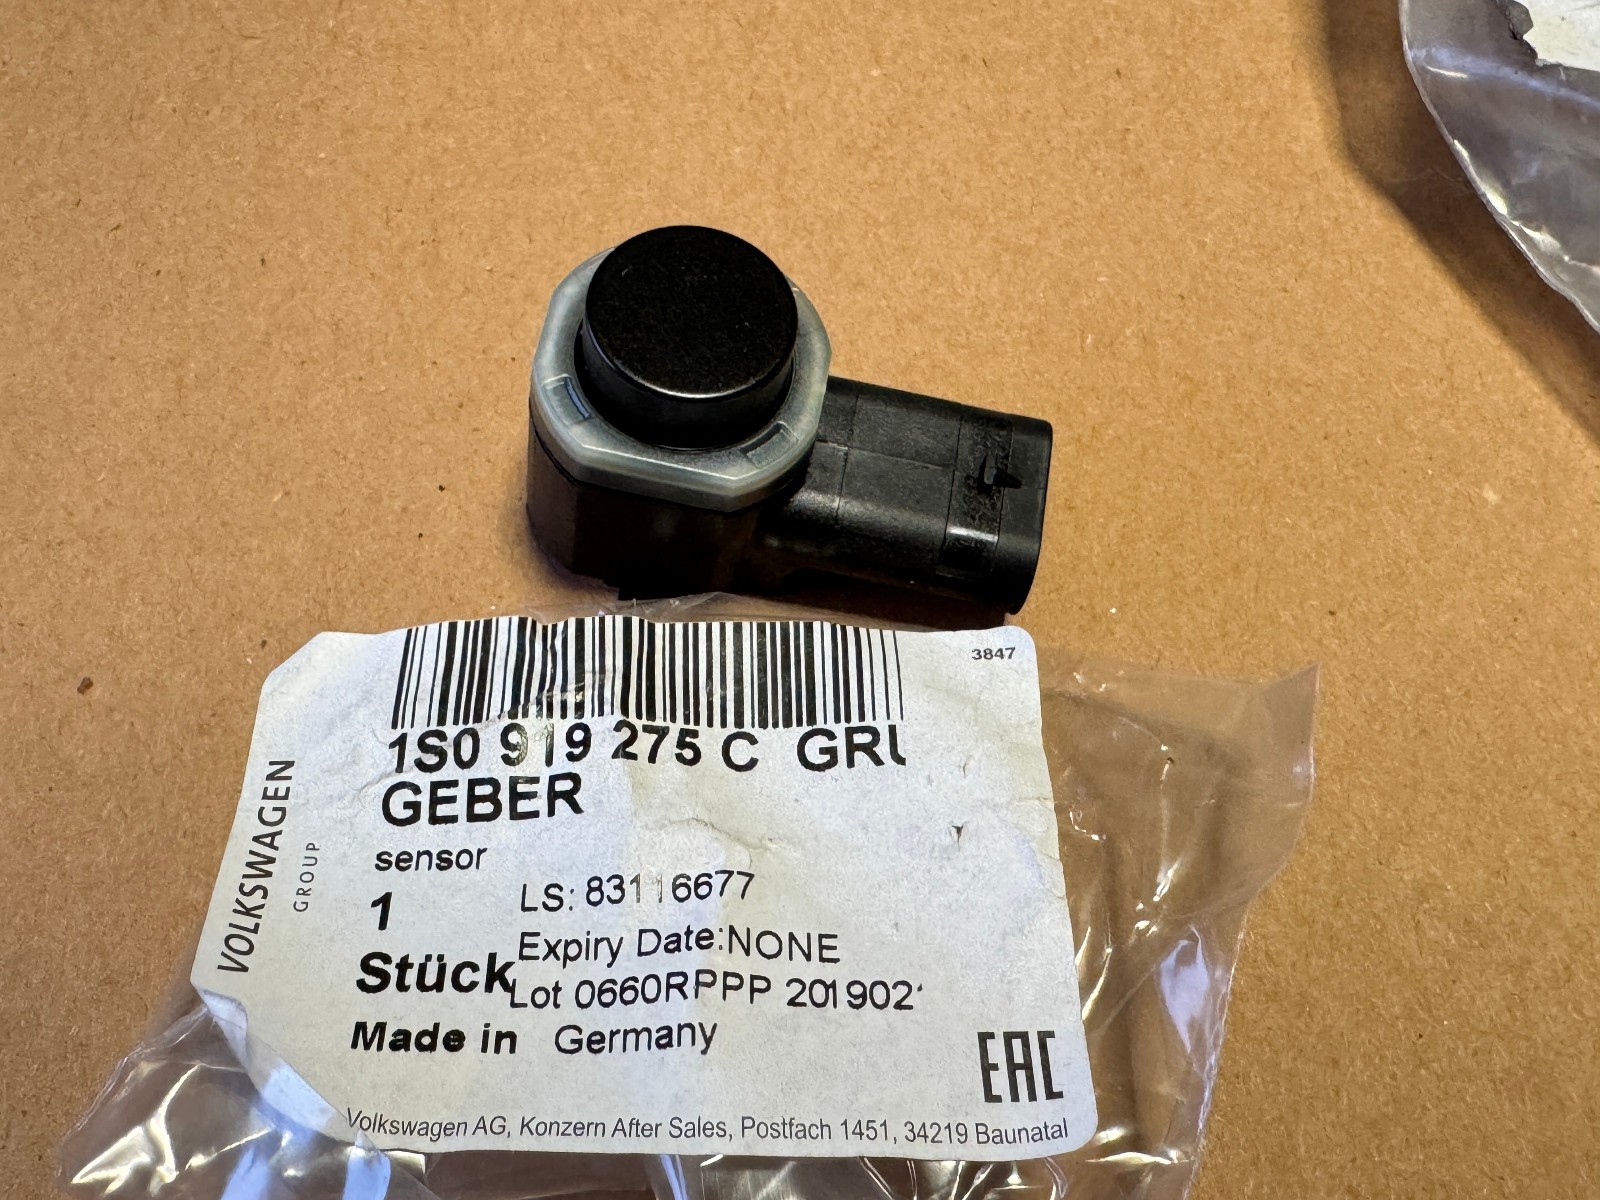 3847
1S0 919 275 C GRU
GEBER
sensor
1
LS: 83116677
Expiry Date:NONE
Stück
Lot 0660RPPP 201902
Made in Germany
EAC
Volkswagen AG, Konzern After Sales, Postfach 1451, 34219 Baunatal
VOLKSWAGEN
GROUP